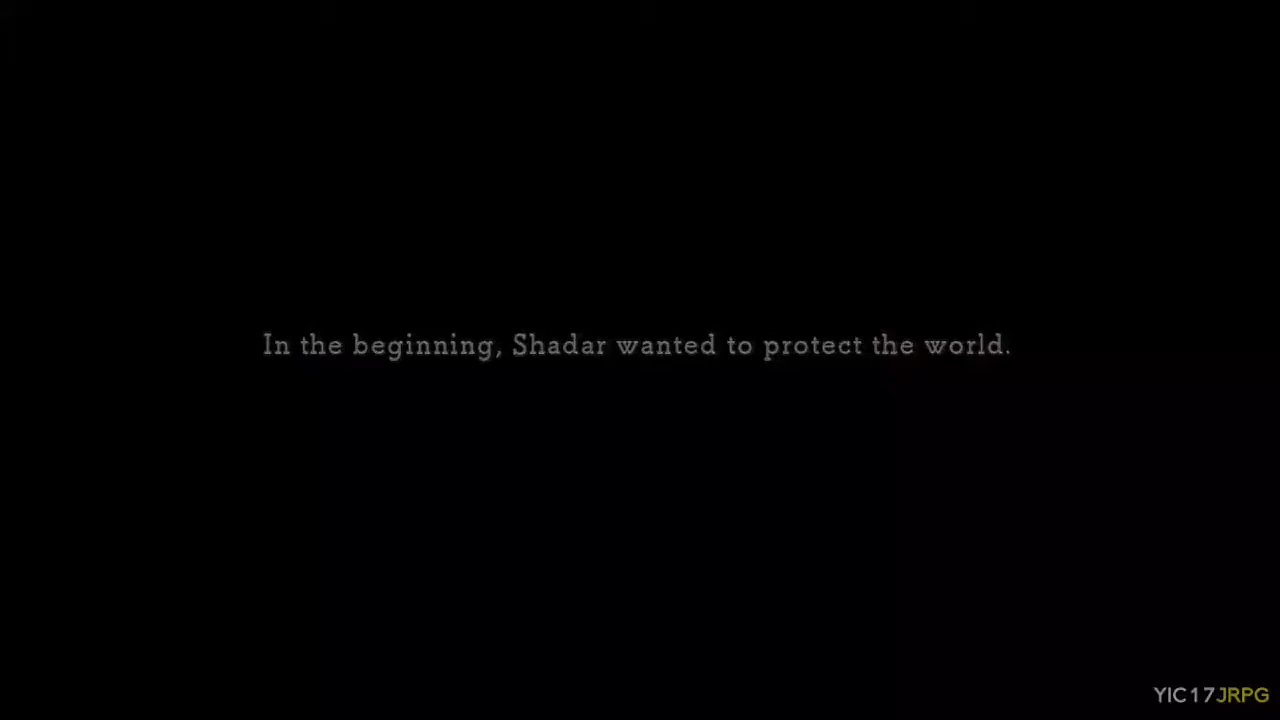 In the beginning, Shadar wanted to protect the world.
YIC17JRPG